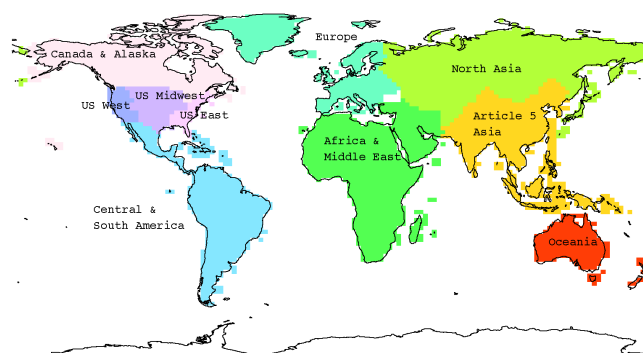 Europe
Canada & Alaska
North Asia
US Midwest
US West
US East
Article 5
Asia
Africa &
Middle East
Central &
South America
Oceania